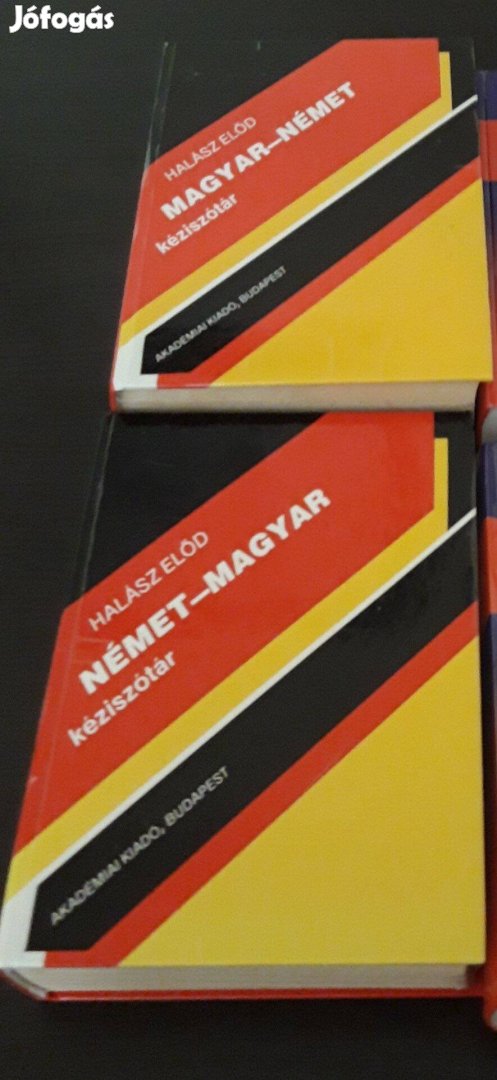 Jófogás
HALÁSZ ELŐD
MAGYAR–NÉMET
kéziszótár
AKADÉMIAI KIADÓ, BUDAPEST
HALÁSZ ELŐD
NÉMET–MAGYAR
kéziszótár
AKADÉMIAI KIADÓ, BUDAPEST